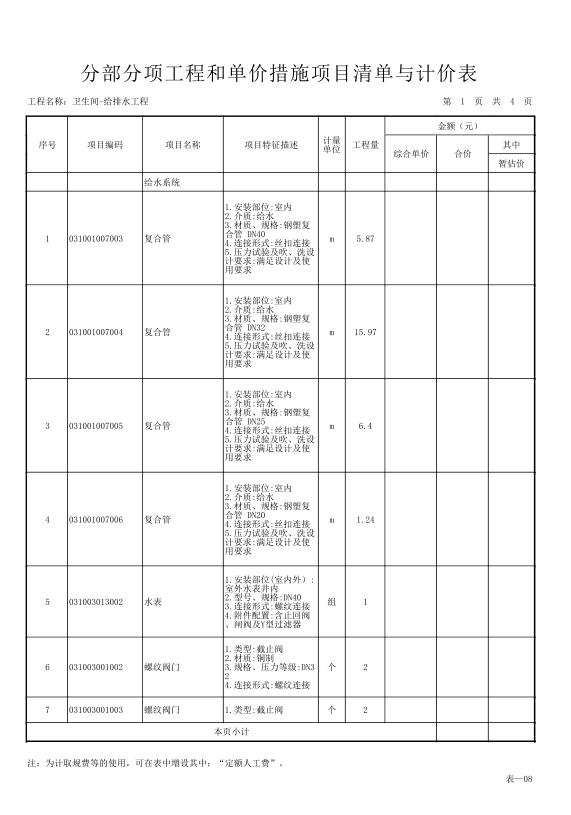 分部分项工程和单价措施项目清单与计价表
工程名称：卫生间-给排水工程 第 1 页 共 4 页
序号 项目编码 项目名称 项目特征描述 计量单位 工程量 金额（元）
综合单价 合价 其中
暂估价
给水系统
1 031001007003 复合管
1.安装部位:室内
2.介质:给水
3.材质、规格:钢塑复
合管 DN40
4.连接形式:丝扣连接
5.压力试验及吹、洗设
计要求:满足设计及使
用要求
m 5.87
2 031001007004 复合管
1.安装部位:室内
2.介质:给水
3.材质、规格:钢塑复
合管 DN32
4.连接形式:丝扣连接
5.压力试验及吹、洗设
计要求:满足设计及使
用要求
m 15.97
3 031001007005 复合管
1.安装部位:室内
2.介质:给水
3.材质、规格:钢塑复
合管 DN25
4.连接形式:丝扣连接
5.压力试验及吹、洗设
计要求:满足设计及使
用要求
m 6.4
4 031001007006 复合管
1.安装部位:室内
2.介质:给水
3.材质、规格:钢塑复
合管 DN20
4.连接形式:丝扣连接
5.压力试验及吹、洗设
计要求:满足设计及使
用要求
m 1.24
5 031003013002 水表
1.安装部位(室内外）:
室外水表井内
2.型号、规格:DN40
3.连接形式:螺纹连接
4.附件配置:含止回阀
、闸阀及Y型过滤器
组 1
6 031003001002 螺纹阀门
1.类型:截止阀
2.材质:铜制
3.规格、压力等级:DN3
2
4.连接形式:螺纹连接
个 2
7 031003001003 螺纹阀门 1.类型:截止阀 个 2
本页小计
注：为计取规费等的使用，可在表中增设其中：“定额人工费”。
表—08